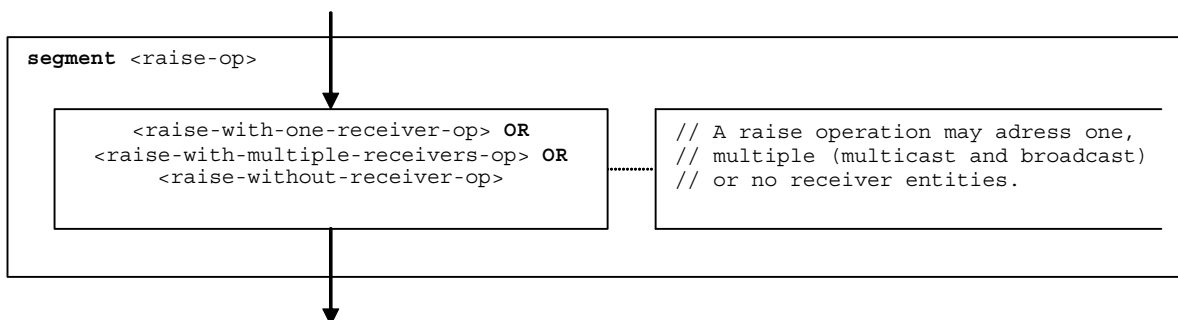 segment <raise-op>
<raise-with-one-receiver-op> OR
<raise-with-multiple-receivers-op> OR
<raise-without-receiver-op>
// A raise operation may adress one,
// multiple (multicast and broadcast)
// or no receiver entities.